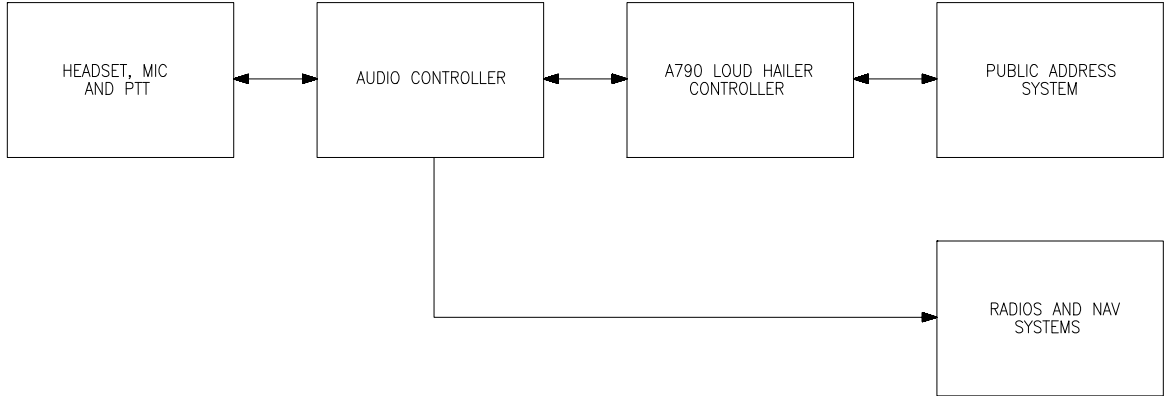 HEADSET, MIC
AND PTT
AUDIO CONTROLLER
A790 LOUD HAILER
CONTROLLER
PUBLIC ADDRESS
SYSTEM
RADIOS AND NAV
SYSTEMS